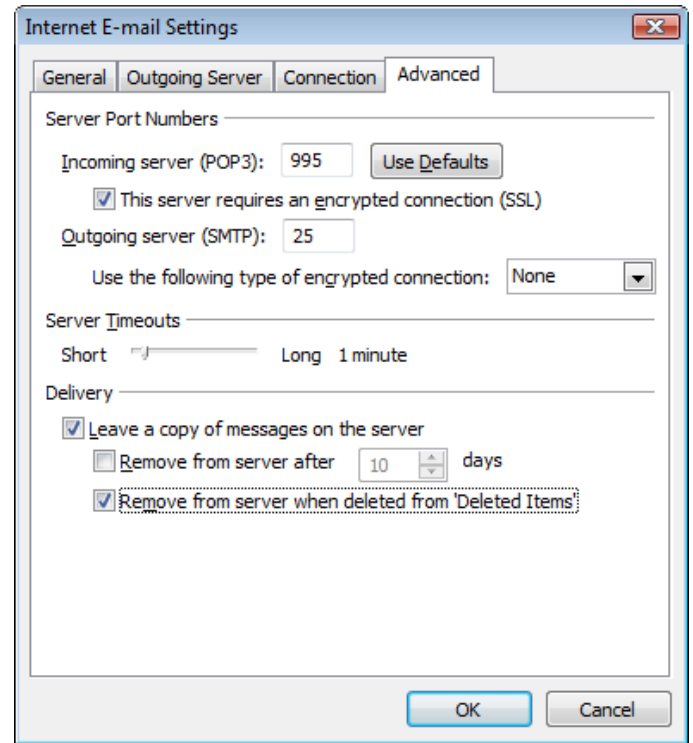 Internet E-mail Settings
General Outgoing Server Connection Advanced
Server Port Numbers
Incoming server (POP3): 995 Use Defaults
This server requires an encrypted connection (SSL)
Outgoing server (SMTP): 25
Use the following type of encrypted connection: None
Server Timeouts
Short Long 1 minute
Delivery
Leave a copy of messages on the server
Remove from server after 10 days
Remove from server when deleted from 'Deleted Items'
OK Cancel